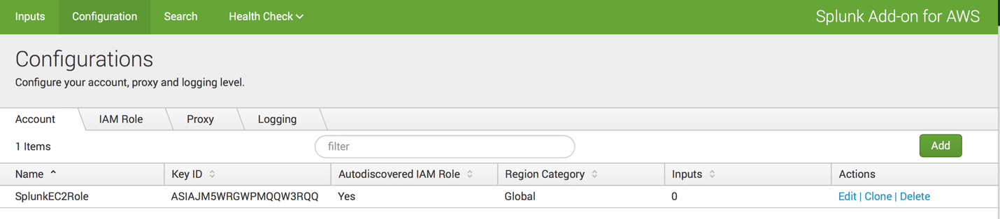 Inputs Configuration Search Health Check Splunk Add-on for AWS
Configurations
Configure your account, proxy and logging level.
Account IAM Role Proxy Logging
1 Items filter Add
Name Key ID Autodiscovered IAM Role Region Category Inputs Actions
SplunkEC2Role ASIAJM5WRGWPMQQW3RQQ Yes Global 0 Edit | Clone | Delete